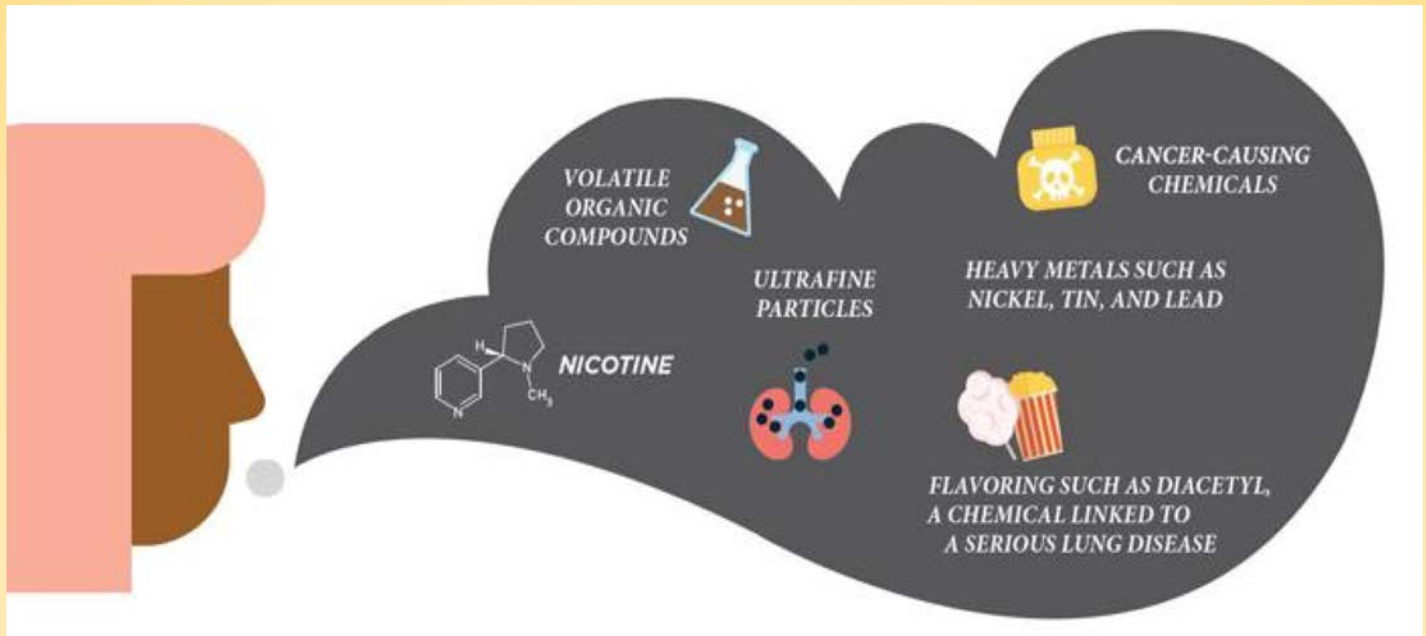 VOLATILE
ORGANIC
COMPOUNDS
CANCER-CAUSING
CHEMICALS
ULTRAFINE
PARTICLES
HEAVY METALS SUCH AS
NICKEL, TIN, AND LEAD
H
N
CH₃
N
NICOTINE
FLAVORING SUCH AS DIACETYL,
A CHEMICAL LINKED TO
A SERIOUS LUNG DISEASE